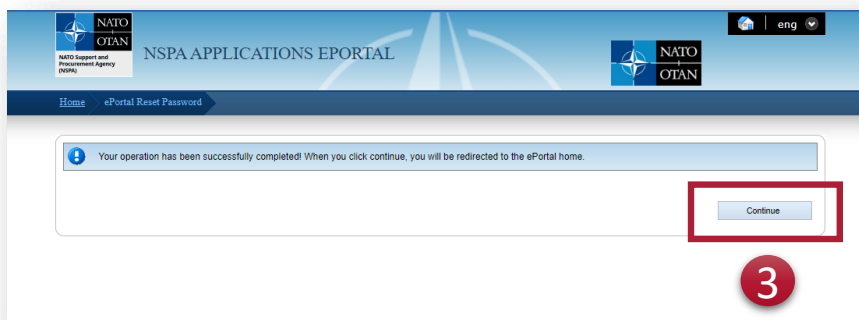 NATO
OTAN
NATO Support and
Procurement Agency
(NSPA)
NSPA APPLICATIONS EPORTAL
NATO
OTAN
eng
Home ePortal Reset Password
Your operation has been successfully completed! When you click continue, you will be redirected to the ePortal home.
Continue
3